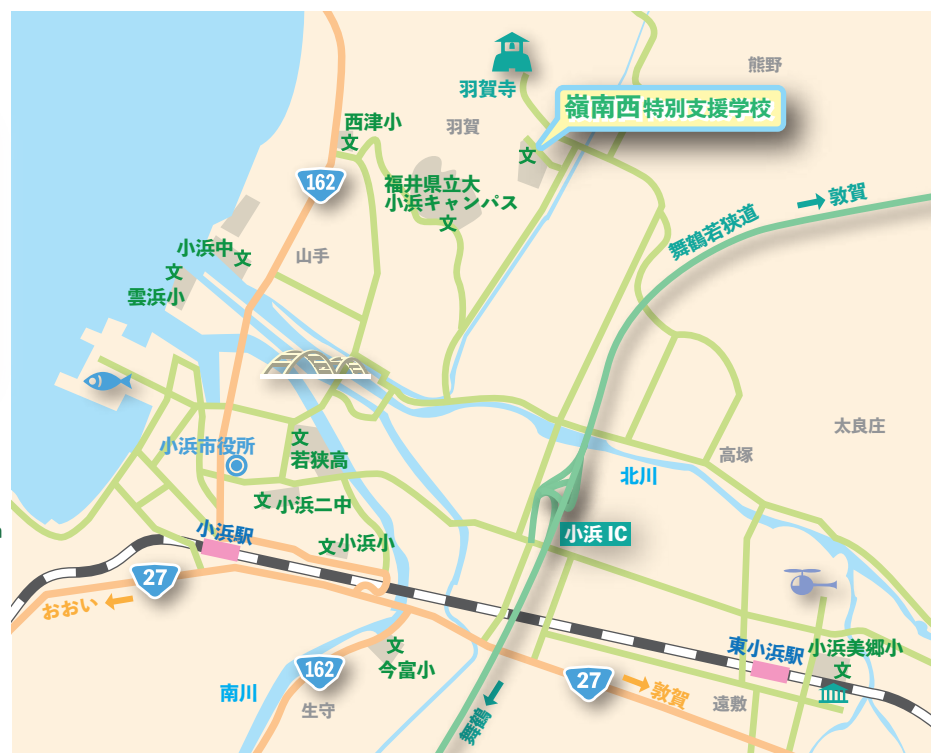 熊野
羽賀寺
嶺南西特別支援学校
西津小
文
羽賀
文
162
福井県立大
小浜キャンパス
文
敦賀
舞鶴若狭道
小浜中
文
山手
文
雲浜小
小浜市役所
文
若狭高
太良庄
高塚
北川
文 小浜二中
小浜駅
小浜 IC
文 小浜小
27
おおい
東小浜駅
小浜美郷小
文
文
今富小
162
27
敦賀
南川
生守
遠敷
舞鶴